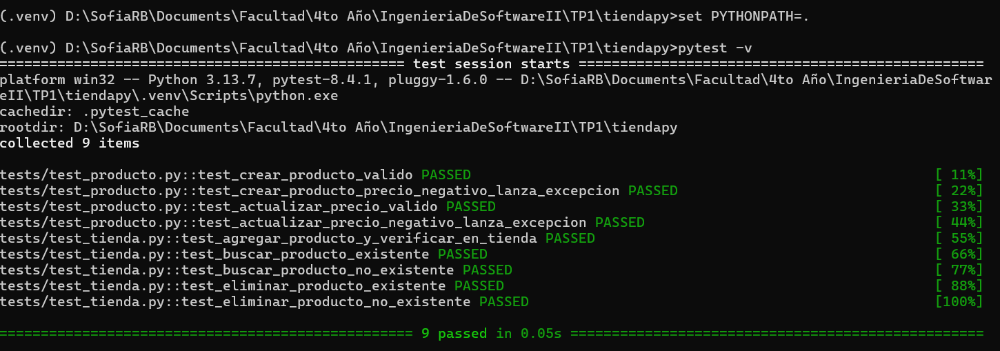 (.venv) D:\SofiaRB\Documents\Facultad\4to Año\IngenieriaDeSoftwareII\TP1\tiendapy>set PYTHONPATH=.
(.venv) D:\SofiaRB\Documents\Facultad\4to Año\IngenieriaDeSoftwareII\TP1\tiendapy>pytest -v
================================================= test session starts =================================================
platform win32 -- Python 3.13.7, pytest-8.4.1, pluggy-1.6.0 -- D:\SofiaRB\Documents\Facultad\4to Año\IngenieriaDeSoftwar
eII\TP1\tiendapy\.venv\Scripts\python.exe
cachedir: .pytest_cache
rootdir: D:\SofiaRB\Documents\Facultad\4to Año\IngenieriaDeSoftwareII\TP1\tiendapy
collected 9 items
tests/test_producto.py::test_crear_producto_valido PASSED [ 11%]
tests/test_producto.py::test_crear_producto_precio_negativo_lanza_excepcion PASSED [ 22%]
tests/test_producto.py::test_actualizar_precio_valido PASSED [ 33%]
tests/test_producto.py::test_actualizar_precio_negativo_lanza_excepcion PASSED [ 44%]
tests/test_tienda.py::test_agregar_producto_y_verificar_en_tienda PASSED [ 55%]
tests/test_tienda.py::test_buscar_producto_existente PASSED [ 66%]
tests/test_tienda.py::test_buscar_producto_no_existente PASSED [ 77%]
tests/test_tienda.py::test_eliminar_producto_existente PASSED [ 88%]
tests/test_tienda.py::test_eliminar_producto_no_existente PASSED [100%]
================================================== 9 passed in 0.05s ==================================================